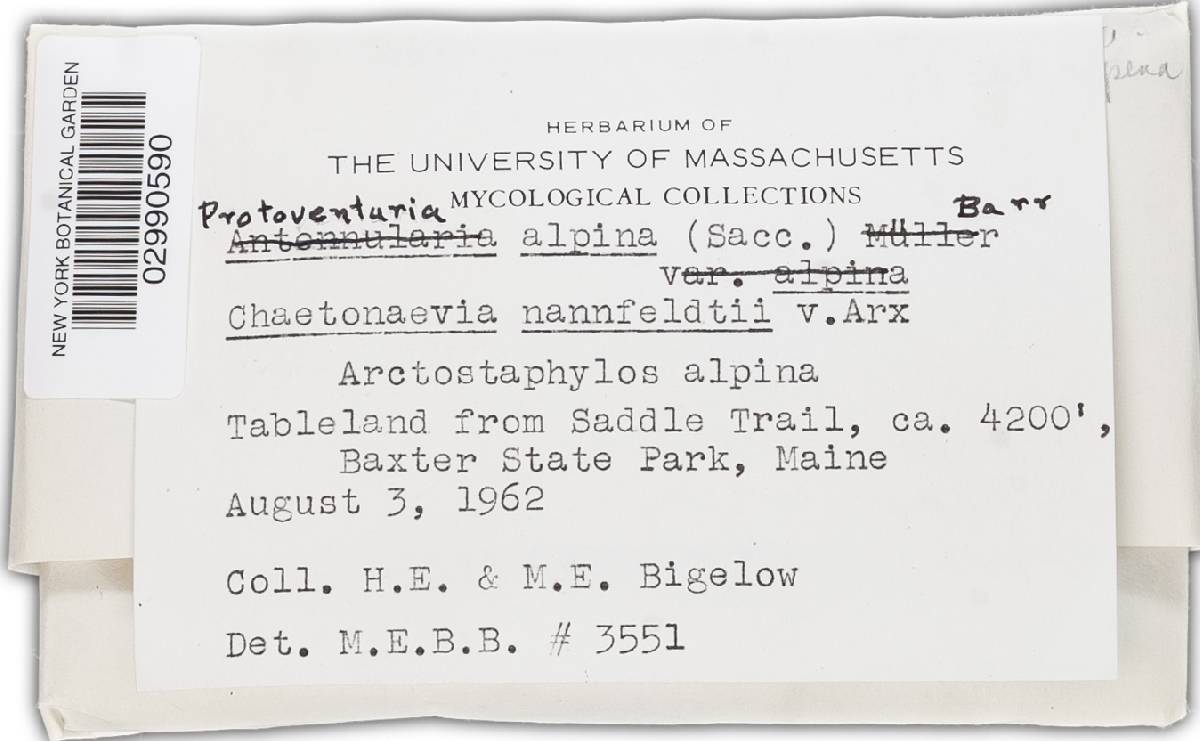 NEW YORK BOTANICAL GARDEN
02990590
HERBARIUM OF
THE UNIVERSITY OF MASSACHUSETTS
MYCOLOGICAL COLLECTIONS
Protoventuria Barr
Antennularia alpina (Sacc.) Müller
var. alpina
Chaetonaevia nannfeldtii v.Arx
Arctostaphylos alpina
Tableland from Saddle Trail, ca. 4200',
Baxter State Park, Maine
August 3, 1962
Coll. H.E. & M.E. Bigelow
Det. M.E.B.B. # 3551